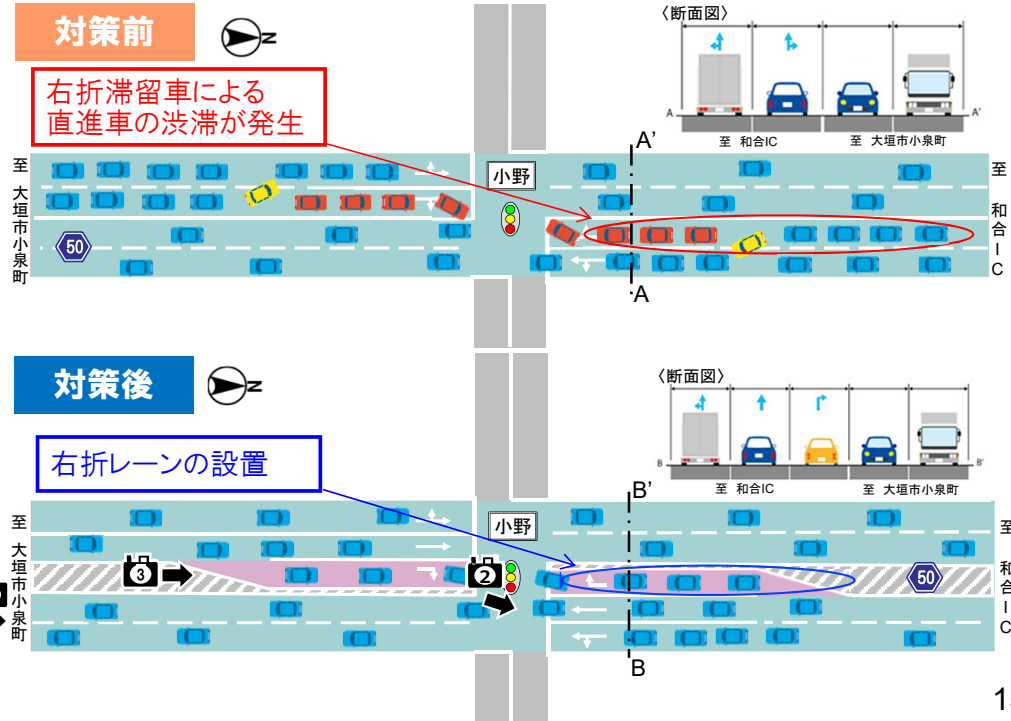 対策前
N
右折滞留車による
直進車の渋滞が発生
〈断面図〉
A
A'
至 和合IC
至 大垣市小泉町
至 大垣市小泉町
50
小野
A'
A
至 和合IC
対策後
N
右折レーンの設置
〈断面図〉
B
B'
至 和合IC
至 大垣市小泉町
至 大垣市小泉町
3
小野
2
B'
B
50
至 和合IC